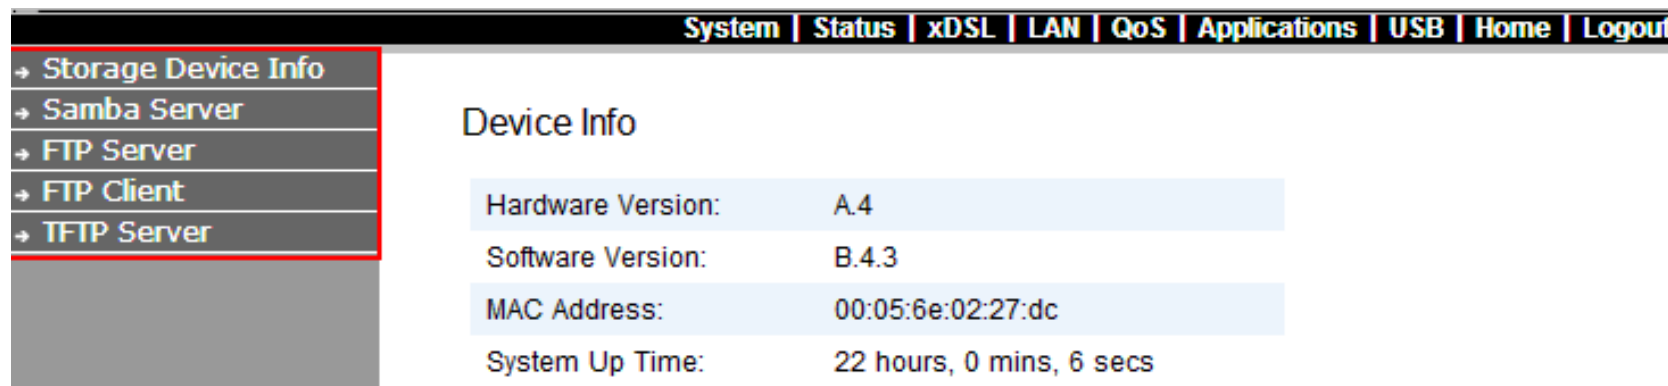 System | Status | xDSL | LAN | QoS | Applications | USB | Home | Logout
Storage Device Info
Samba Server
FTP Server
FTP Client
TFTP Server
Device Info
Hardware Version: A.4
Software Version: B.4.3
MAC Address: 00:05:6e:02:27:dc
System Up Time: 22 hours, 0 mins, 6 secs